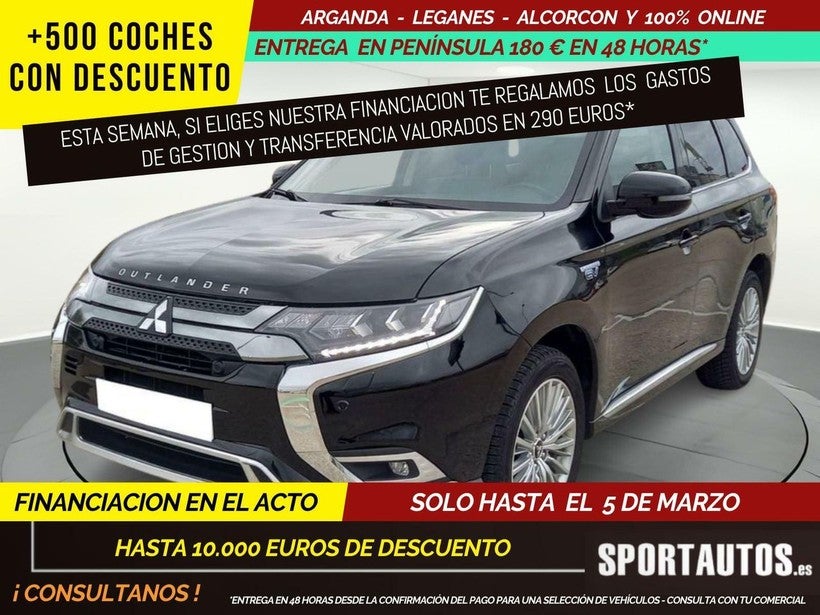 +500 COCHES
CON DESCUENTO
ARGANDA - LEGANES - ALCORCON Y 100% ONLINE
ENTREGA EN PENÍNSULA 180 € EN 48 HORAS*
ESTA SEMANA, SI ELIGES NUESTRA FINANCIACION TE REGALAMOS LOS GASTOS
DE GESTION Y TRANSFERENCIA VALORADOS EN 290 EUROS*
OUTLANDER
FINANCIACION EN EL ACTO
SOLO HASTA EL 5 DE MARZO
HASTA 10.000 EUROS DE DESCUENTO
SPORTAUTOS.es
¡ CONSULTANOS !
*ENTREGA EN 48 HORAS DESDE LA CONFIRMACIÓN DEL PAGO PARA UNA SELECCIÓN DE VEHÍCULOS - CONSULTA CON TU COMERCIAL